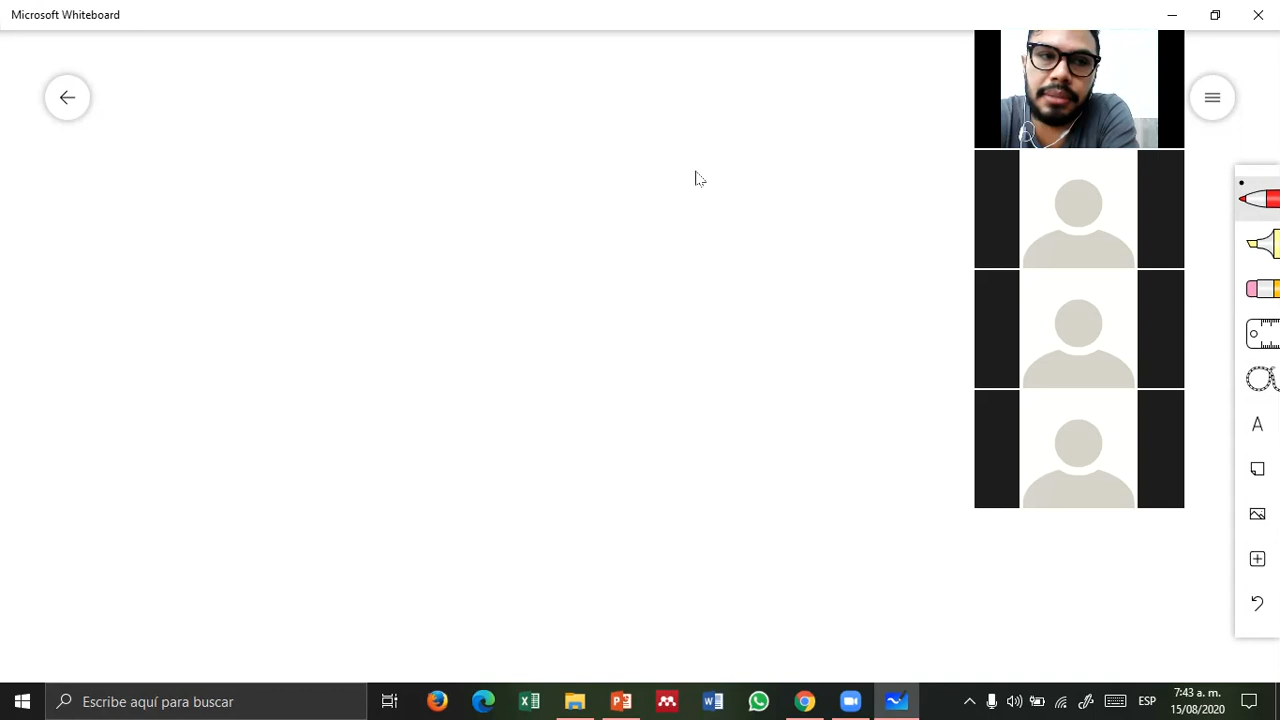 Microsoft Whiteboard
A
Escribe aquí para buscar
ESP
7:43 a. m.
15/08/2020